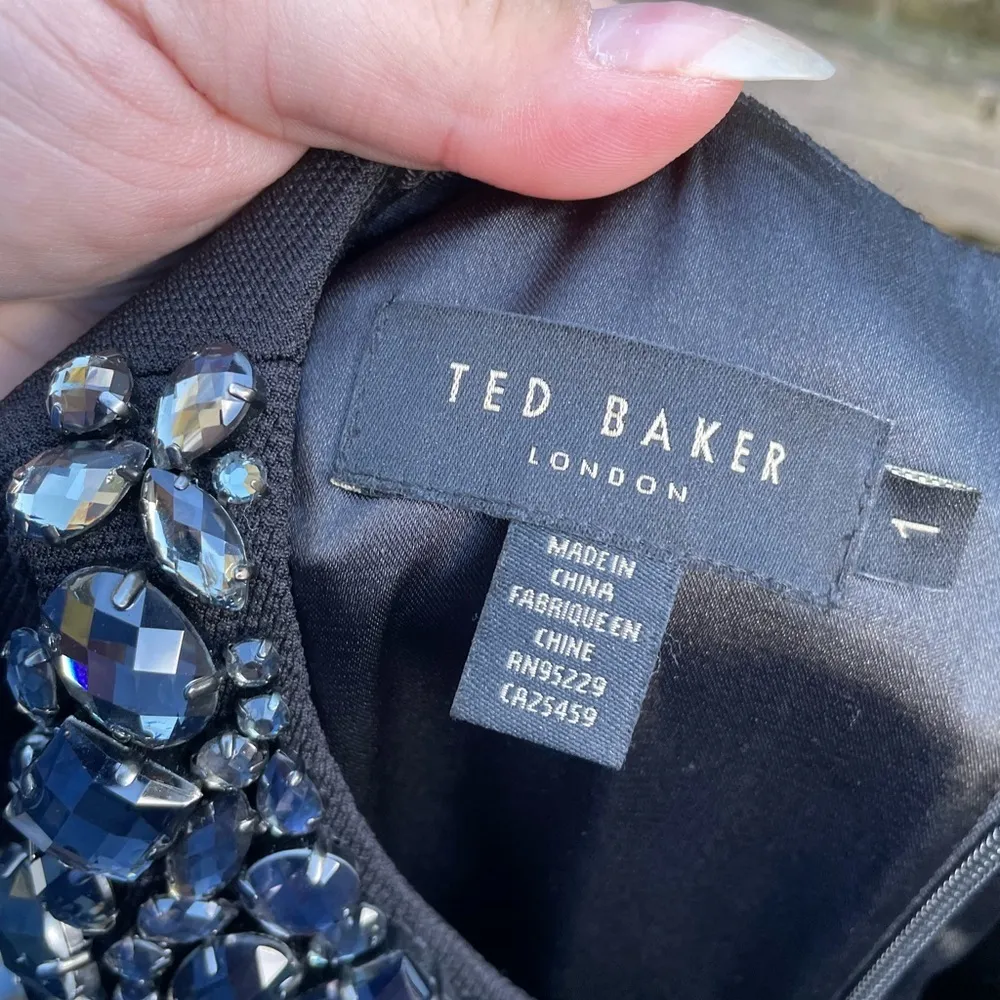 TED BAKER
LONDON
1
MADE IN
CHINA
FABRIQUE EN
CHINE
RN95229
CA25459